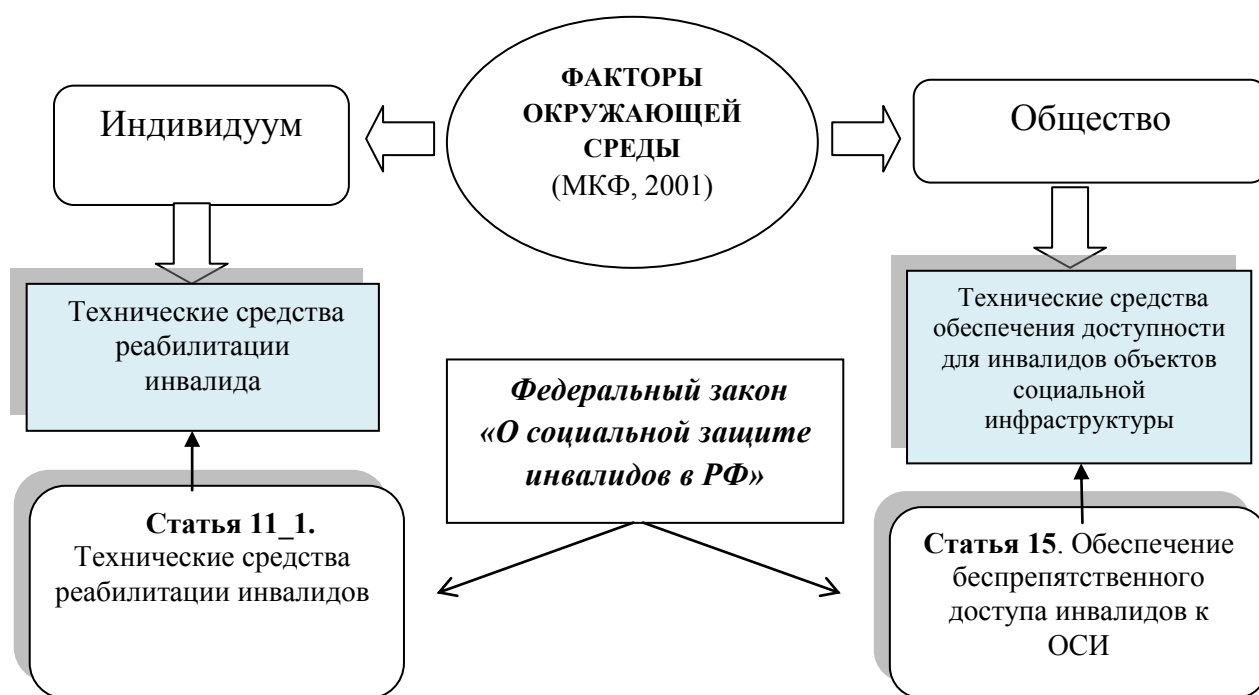 ФАКТОРЫ
ОКРУЖАЮЩЕЙ
СРЕДЫ
(МКФ, 2001)
Индивидуум
Общество
Технические средства
реабилитации
инвалида
Технические средства
обеспечения доступности
для инвалидов объектов
социальной
инфраструктуры
Федеральный закон
«О социальной защите
инвалидов в РФ»
Статья 11_1.
Технические средства
реабилитации инвалидов
Статья 15. Обеспечение
беспрепятственного
доступа инвалидов к
ОСИ